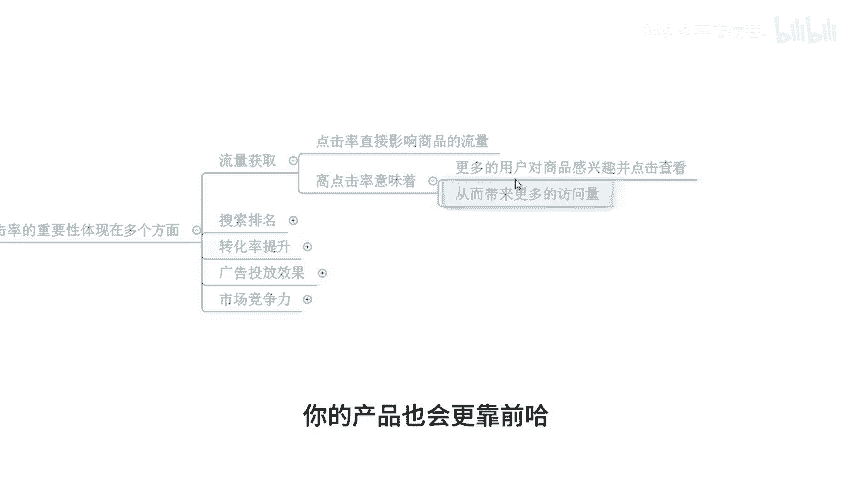 点击率直接影响商品的流量
流量获取
更多的用户对商品感兴趣并点击查看
高点击率意味着
从而带来更多的访问量
搜索排名
击率的重要性体现在多个方面
转化率提升
广告投放效果
市场竞争力
你的产品也会更靠前哈
bilibili